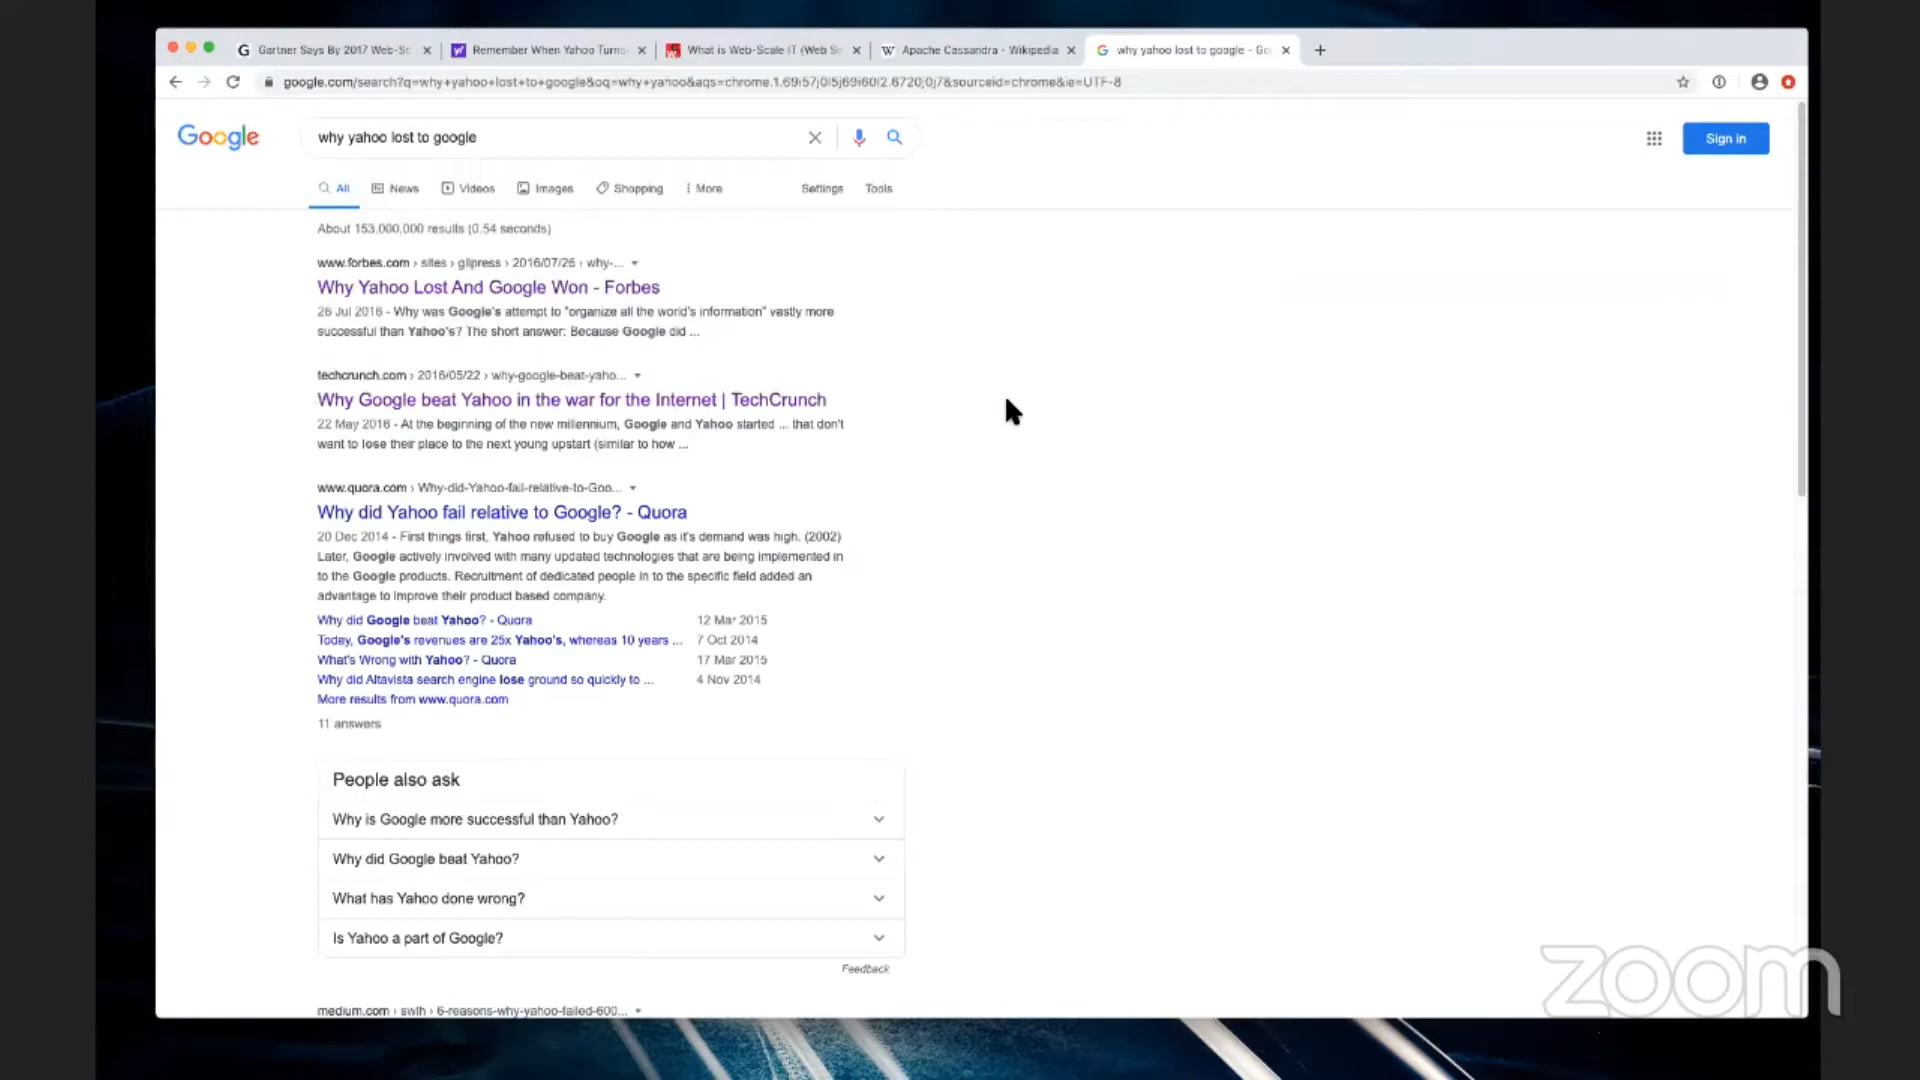 Gartner Says By 2017 Web-Sc
Remember When Yahoo Turne
What is Web-Scale IT (Web Sc
Apache Cassandra - Wikipedia
why yahoo lost to google - Go
google.com/search?q=why+yahoo+lost+to+google&oq=why+yahoo&aqs=chrome.1.69i57j0l5j69i60l2.6720j0j7&sourceid=chrome&ie=UTF-8
Google
why yahoo lost to google
Sign in
All
News
Videos
Images
Shopping
More
Settings
Tools
About 153,000,000 results (0.54 seconds)
www.forbes.com › sites › gilpress › 2016/07/26 › why-...
Why Yahoo Lost And Google Won - Forbes
26 Jul 2016 - Why was Google's attempt to "organize all the world's information" vastly more
successful than Yahoo's? The short answer: Because Google did ...
techcrunch.com › 2016/05/22 › why-google-beat-yaho...
Why Google beat Yahoo in the war for the Internet | TechCrunch
22 May 2016 - At the beginning of the new millennium, Google and Yahoo started ... that don't
want to lose their place to the next young upstart (similar to how ...
www.quora.com › Why-did-Yahoo-fail-relative-to-Goo...
Why did Yahoo fail relative to Google? - Quora
20 Dec 2014 - First things first, Yahoo refused to buy Google as it's demand was high. (2002)
Later, Google actively involved with many updated technologies that are being implemented in
to the Google products. Recruitment of dedicated people in to the specific field added an
advantage to improve their product based company.
Why did Google beat Yahoo? - Quora 12 Mar 2015
Today, Google's revenues are 25x Yahoo's, whereas 10 years ... 7 Oct 2014
What's Wrong with Yahoo? - Quora 17 Mar 2015
Why did Altavista search engine lose ground so quickly to ... 4 Nov 2014
More results from www.quora.com
11 answers
People also ask
Why is Google more successful than Yahoo?
Why did Google beat Yahoo?
What has Yahoo done wrong?
Is Yahoo a part of Google?
Feedback
medium.com › swlh › 6-reasons-why-yahoo-failed-600...
zoom